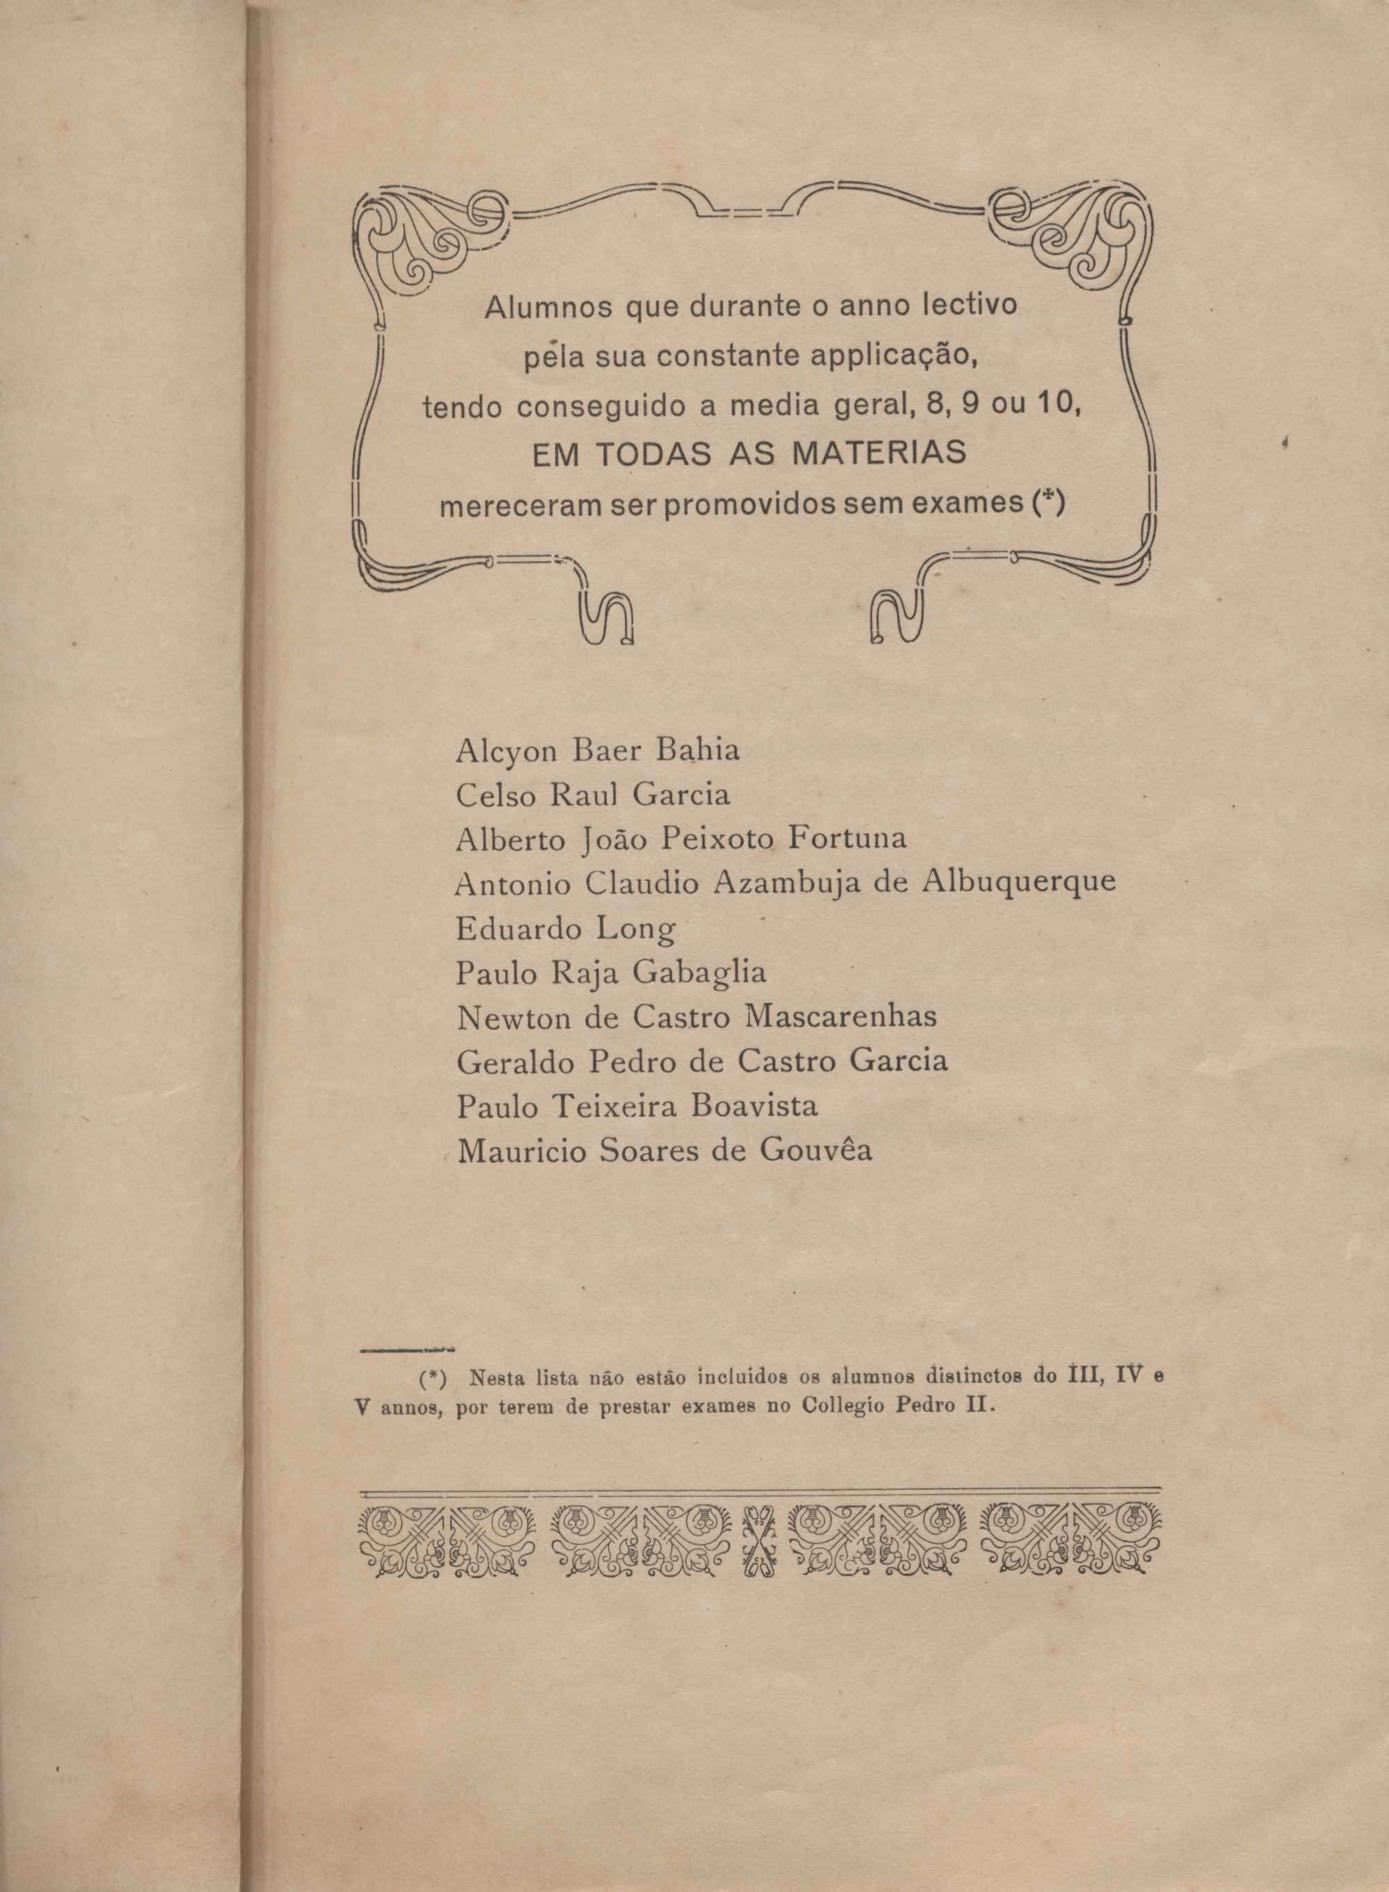 Alumnos que durante o anno lectivo
péla sua constante applicação,
tendo conseguido a media geral, 8, 9 ou 10,
EM TODAS AS MATERIAS
mereceram ser promovidos sem exames (*)
Alcyon Baer Bahia
Celso Raul Garcia
Alberto João Peixoto Fortuna
Antonio Claudio Azambuja de Albuquerque
Eduardo Long
Paulo Raja Gabaglia
Newton de Castro Mascarenhas
Geraldo Pedro de Castro Garcia
Paulo Teixeira Boavista
Mauricio Soares de Gouvêa
(*) Nesta lista não estão incluidos os alumnos distinctos do III, IV e
V annos, por terem de prestar exames no Collegio Pedro II.